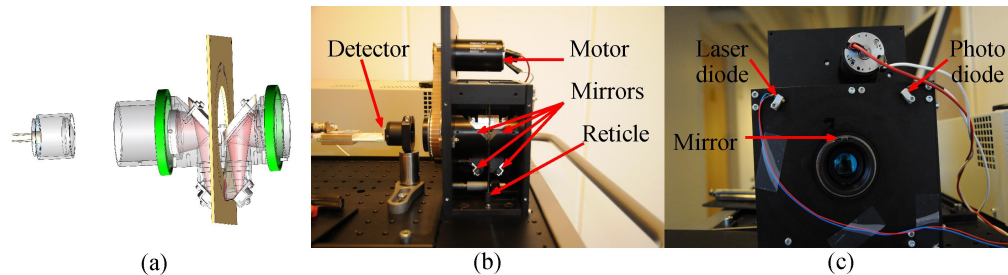 Detector
Motor
Mirrors
Reticle
Laser
diode
Photo
diode
Mirror
(a)
(b)
(c)